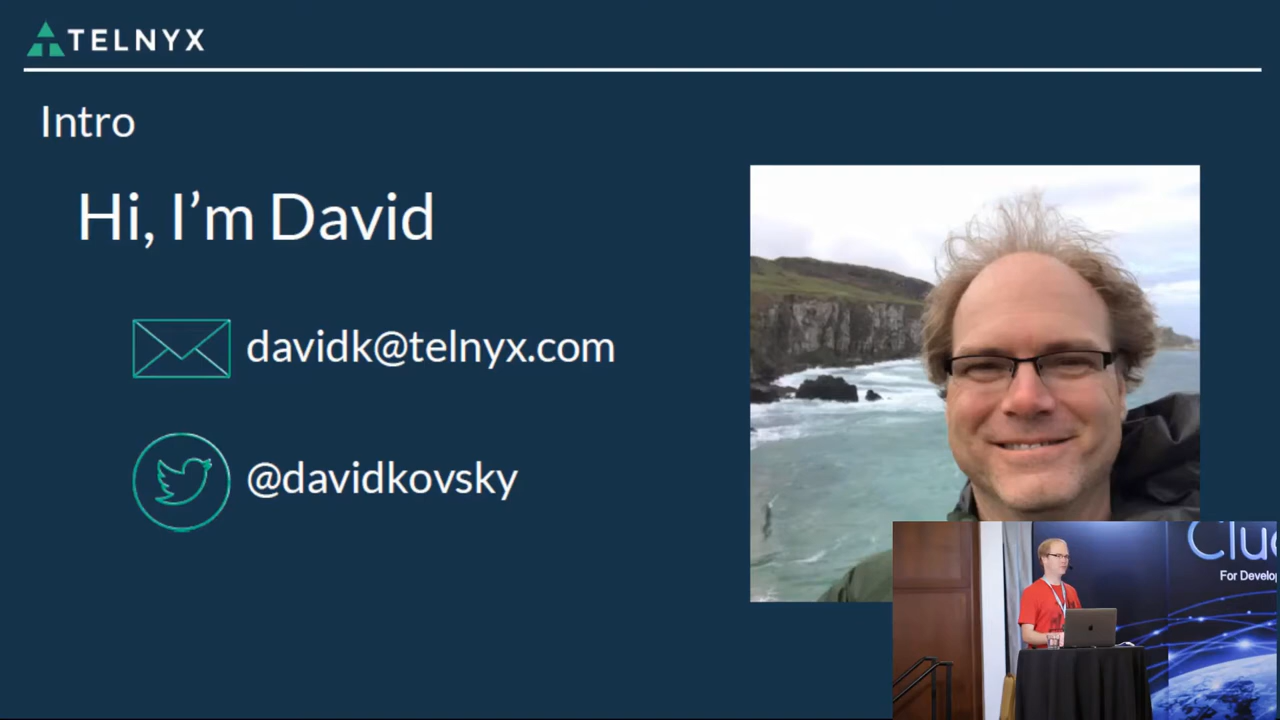 TELNYX
Intro
Hi, I’m David
davidk@telnyx.com
@davidkovsky